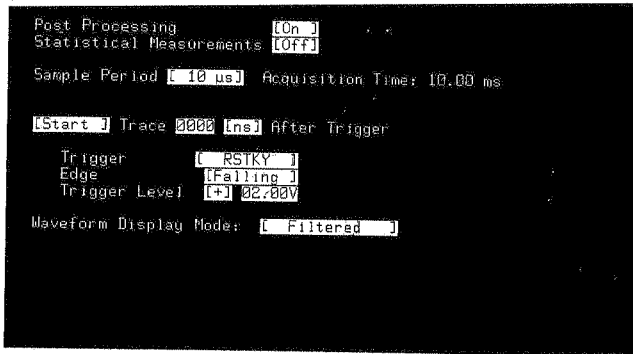 Post Processing [On ]
Statistical Measurements [Off]
Sample Period [ 10 µs] Acquisition Time: 10.00 ms
[Start ] Trace 0000 [ns] After Trigger
Trigger [ RSTKY ]
Edge [Falling ]
Trigger Level [+] 02.00V
Waveform Display Mode: [ Filtered ]